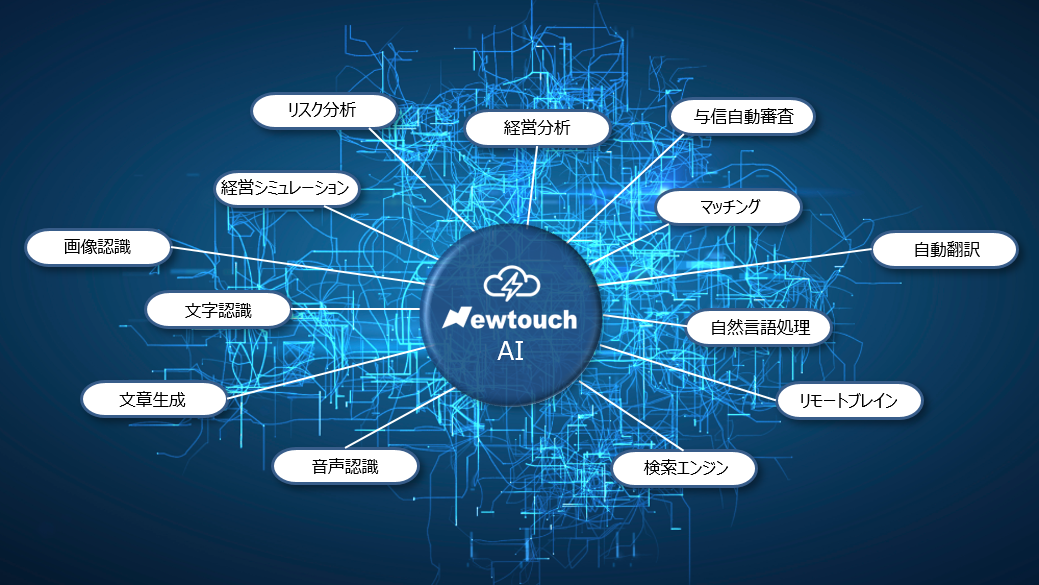 リスク分析
経営分析
与信自動審査
経営シミュレーション
マッチング
画像認識
自動翻訳
文字認識
Newtouch
AI
自然言語処理
文章生成
リモートブレイン
音声認識
検索エンジン